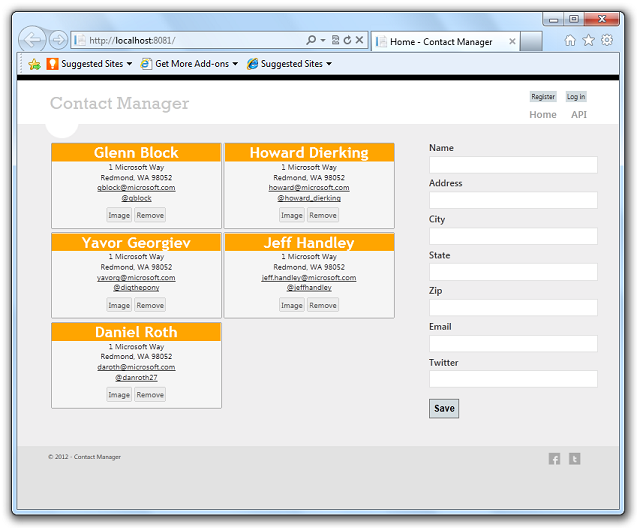 http://localhost:8081/
Home - Contact Manager
Suggested Sites
Get More Add-ons
Suggested Sites
Contact Manager
Register
Log in
Home
API
Glenn Block
1 Microsoft Way
Redmond, WA 98052
gblock@microsoft.com
@gblock
Image
Remove
Howard Dierking
1 Microsoft Way
Redmond, WA 98052
howard@microsoft.com
@howard_dierking
Image
Remove
Yavor Georgiev
1 Microsoft Way
Redmond, WA 98052
yavorg@microsoft.com
@digthepony
Image
Remove
Jeff Handley
1 Microsoft Way
Redmond, WA 98052
jeff.handley@microsoft.com
@jeffhandley
Image
Remove
Daniel Roth
1 Microsoft Way
Redmond, WA 98052
daroth@microsoft.com
@danroth27
Image
Remove
Name
Address
City
State
Zip
Email
Twitter
Save
© 2012 - Contact Manager